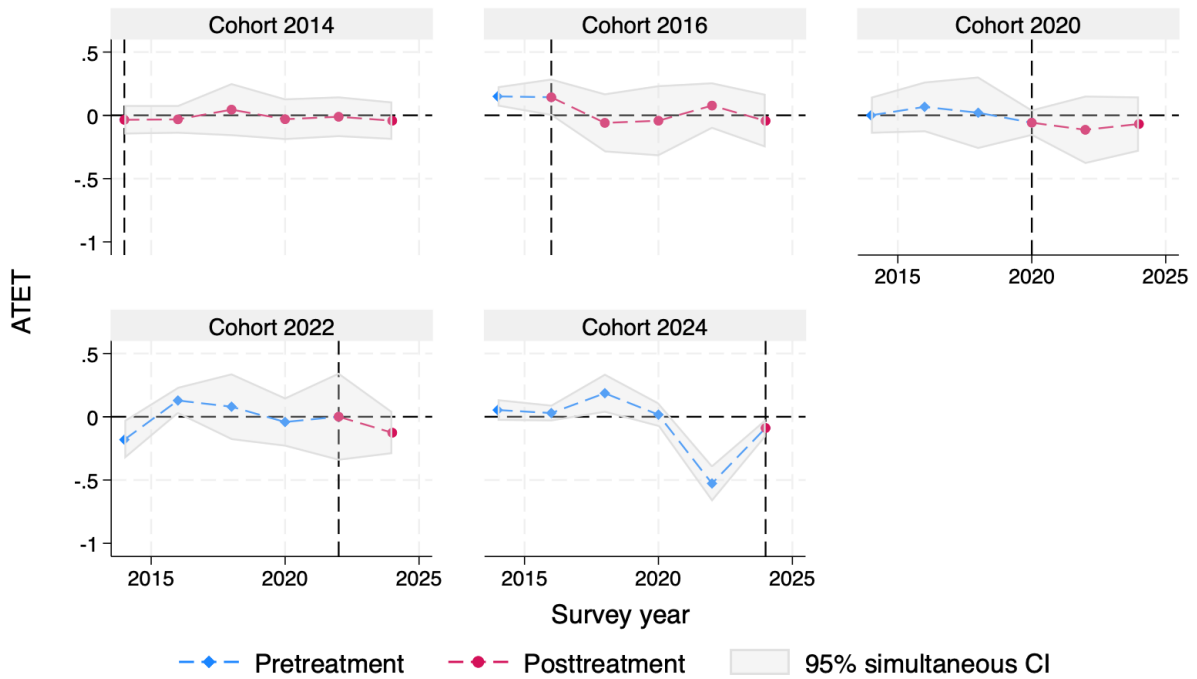 Cohort 2014
Cohort 2016
Cohort 2020
.5
0
-.5
-1
2015
2020
2025
Cohort 2022
Cohort 2024
.5
0
-.5
-1
2015
2020
2025
2015
2020
2025
ATET
Survey year
Pretreatment
Posttreatment
95% simultaneous CI